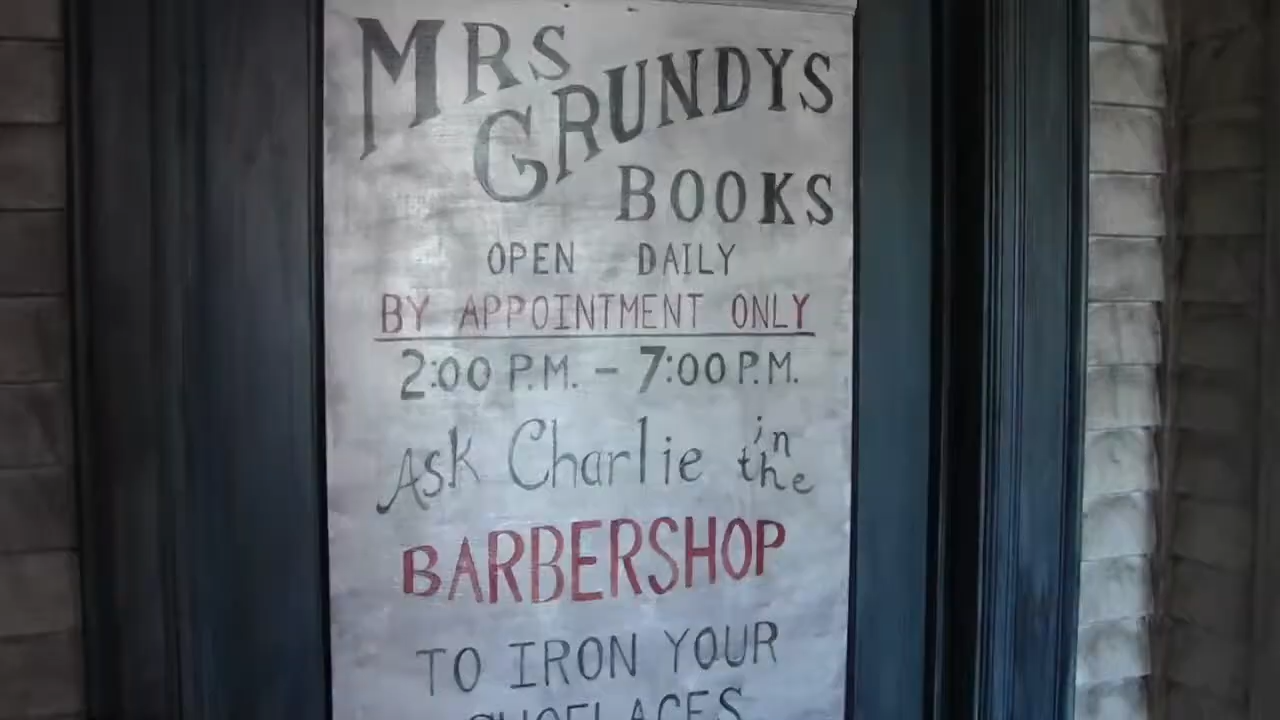 MRS
GRUNDYS
BOOKS
OPEN DAILY
BY APPOINTMENT ONLY
2:00 P.M. – 7:00 P.M.
Ask Charlie in the
BARBERSHOP
TO IRON YOUR
SHOELACES